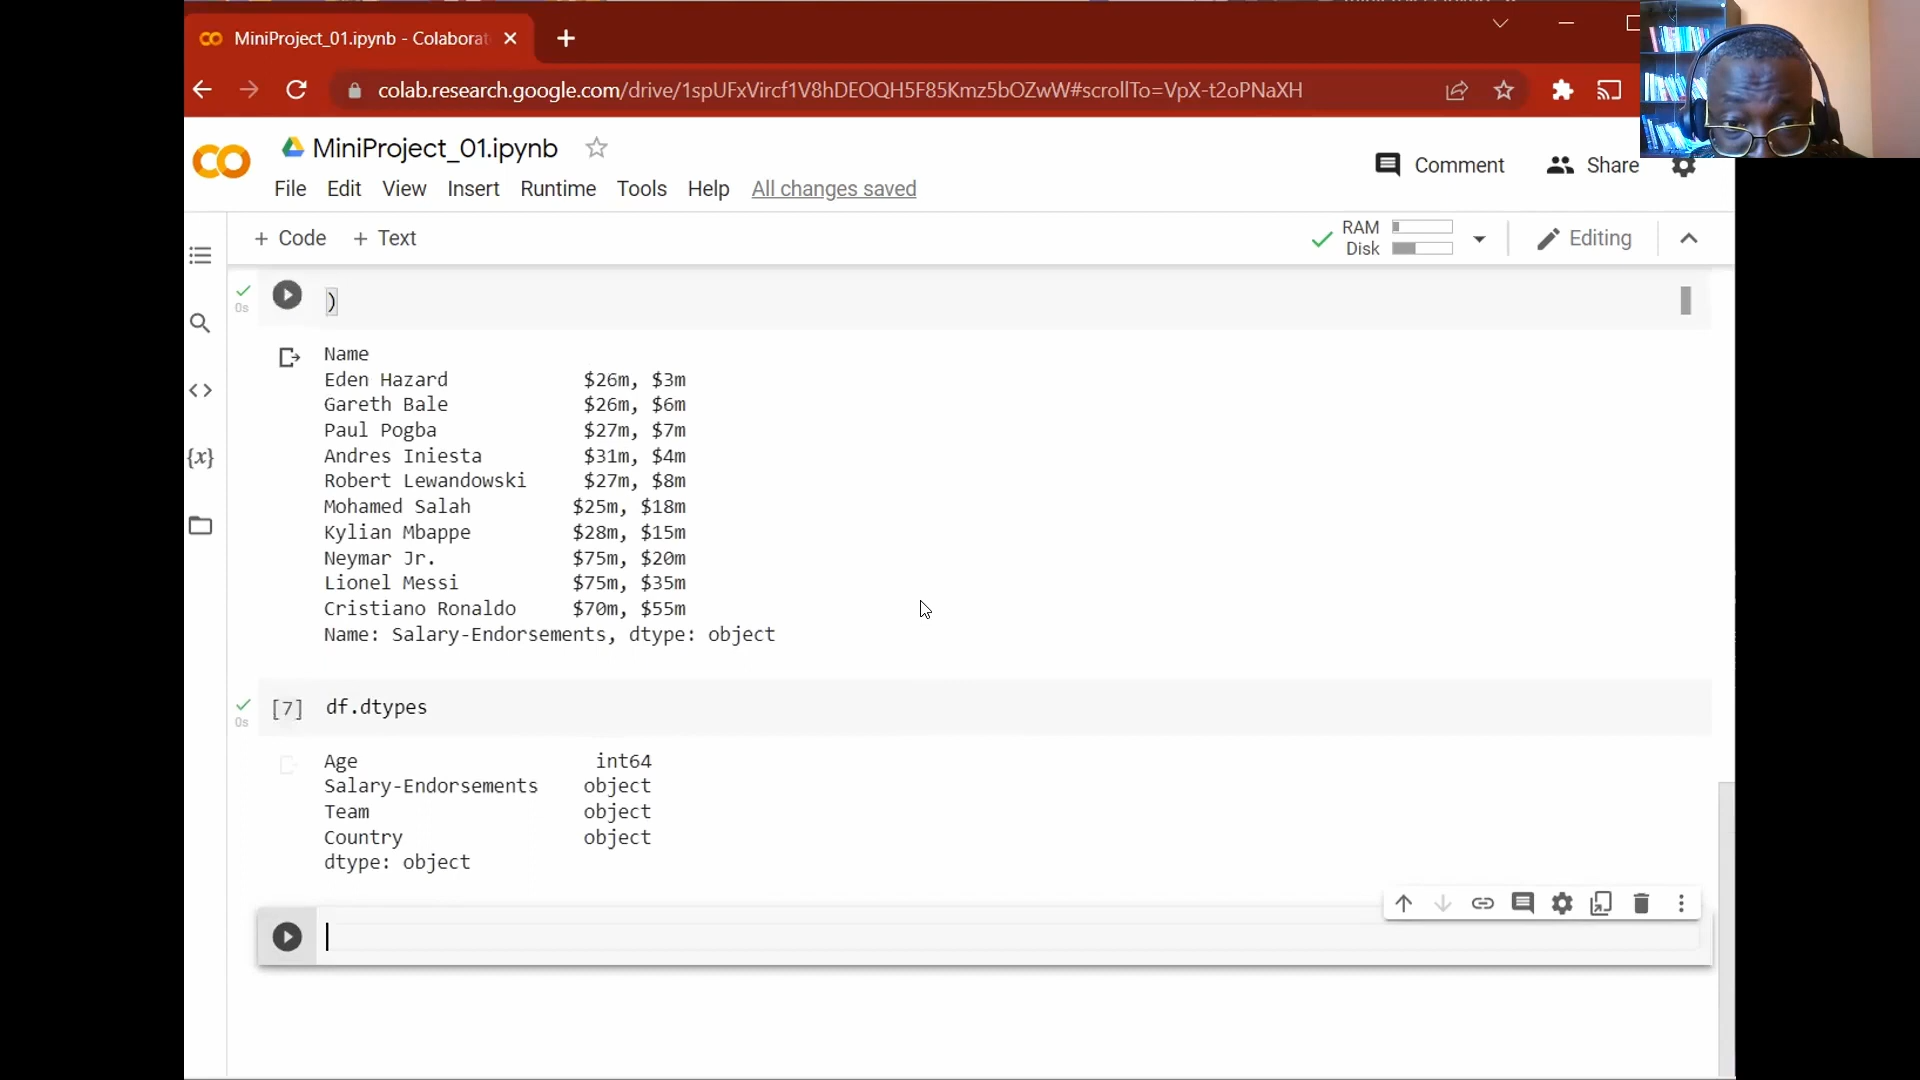 MiniProject_01.ipynb - Colaborat
colab.research.google.com/drive/1spUFxVircf1V8hDEOQH5F85Kmz5bOZwW#scrollTo=VpX-t2oPNaXH
MiniProject_01.ipynb
Comment
Share
File Edit View Insert Runtime Tools Help All changes saved
+ Code + Text
RAM
Disk
Editing
0s
)
Name
Eden Hazard $26m, $3m
Gareth Bale $26m, $6m
Paul Pogba $27m, $7m
Andres Iniesta $31m, $4m
Robert Lewandowski $27m, $8m
Mohamed Salah $25m, $18m
Kylian Mbappe $28m, $15m
Neymar Jr. $75m, $20m
Lionel Messi $75m, $35m
Cristiano Ronaldo $70m, $55m
Name: Salary-Endorsements, dtype: object
0s
[7] df.dtypes
Age int64
Salary-Endorsements object
Team object
Country object
dtype: object